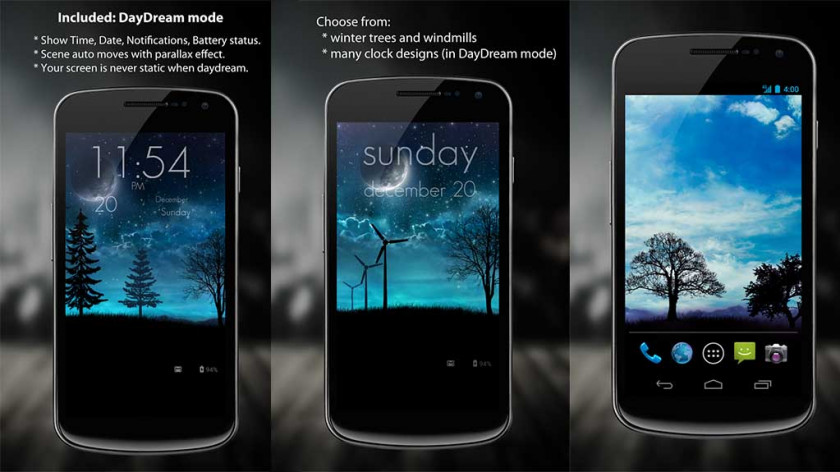 Included: DayDream mode
* Show Time, Date, Notifications, Battery status.
* Scene auto moves with parallax effect.
* Your screen is never static when daydream.
11:54
PM
20
December
Sunday
94%
Choose from:
* winter trees and windmills
* many clock designs (in DayDream mode)
sunday
december 20
94%
4:00